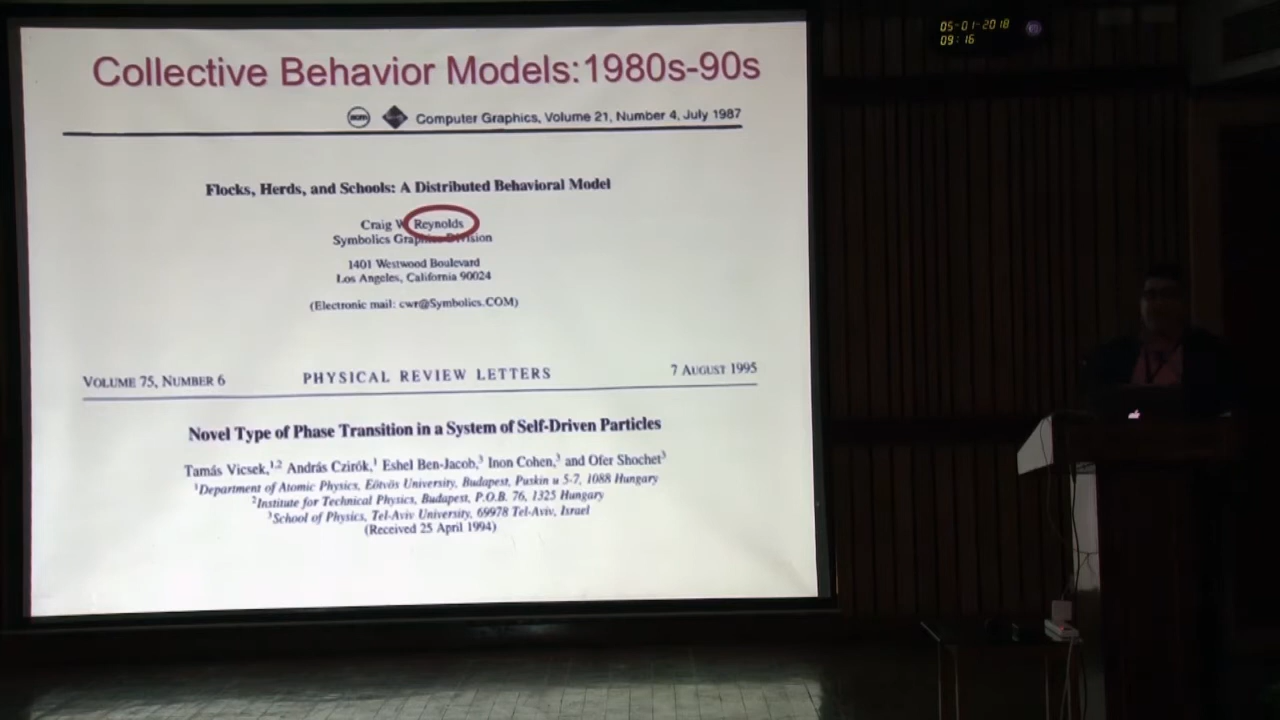 05-01-2018
09:16
Collective Behavior Models:1980s-90s
Computer Graphics, Volume 21, Number 4, July 1987
Flocks, Herds, and Schools: A Distributed Behavioral Model
Craig W. Reynolds
Symbolics Graphics Division
1401 Westwood Boulevard
Los Angeles, California 90024
(Electronic mail: cwr@Symbolics.COM)
VOLUME 75, NUMBER 6 PHYSICAL REVIEW LETTERS 7 AUGUST 1995
Novel Type of Phase Transition in a System of Self-Driven Particles
Tamás Vicsek,1,2 András Czirók,1 Eshel Ben-Jacob,3 Inon Cohen,3 and Ofer Shochet3
1Department of Atomic Physics, Eötvös University, Budapest, Puskin u 5-7, 1088 Hungary
2Institute for Technical Physics, Budapest, P.O.B. 76, 1325 Hungary
3School of Physics, Tel-Aviv University, 69978 Tel-Aviv, Israel
(Received 25 April 1994)